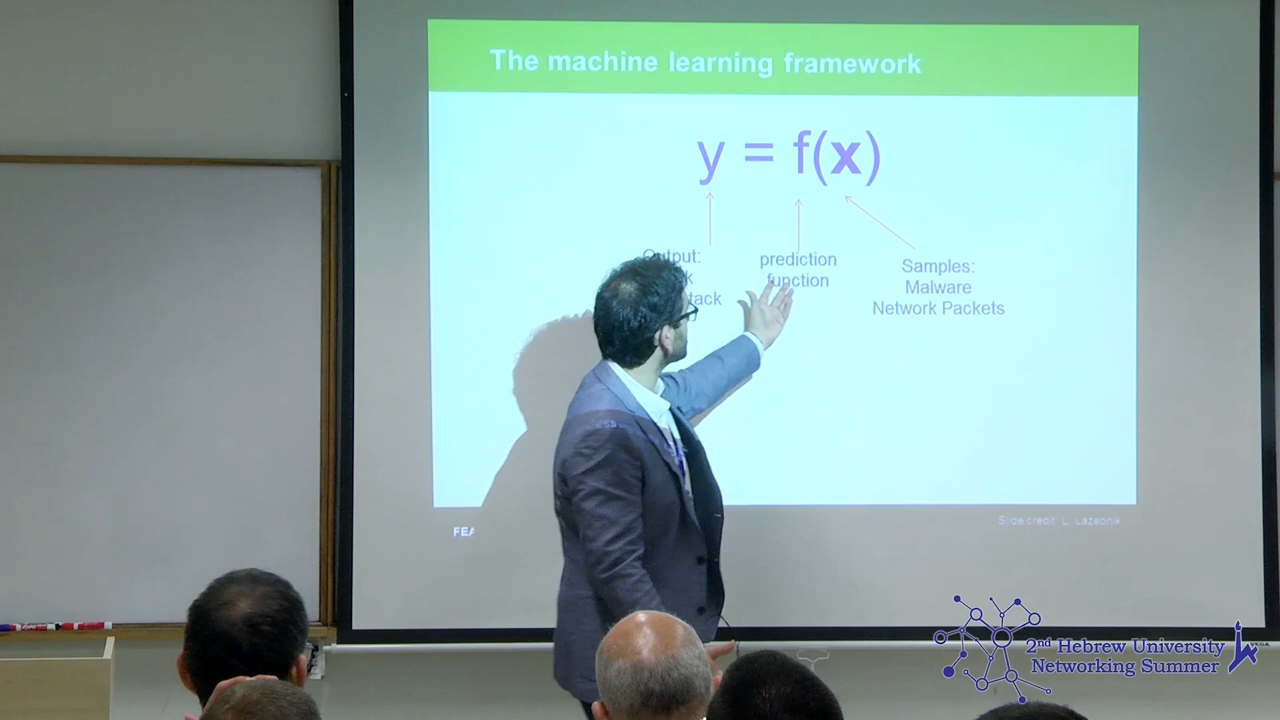 The machine learning framework
y = f(x)
Output:
prediction
function
Samples:
Malware
Network Packets
Slide credit: L. Lazebnik
2nd Hebrew University
Networking Summer